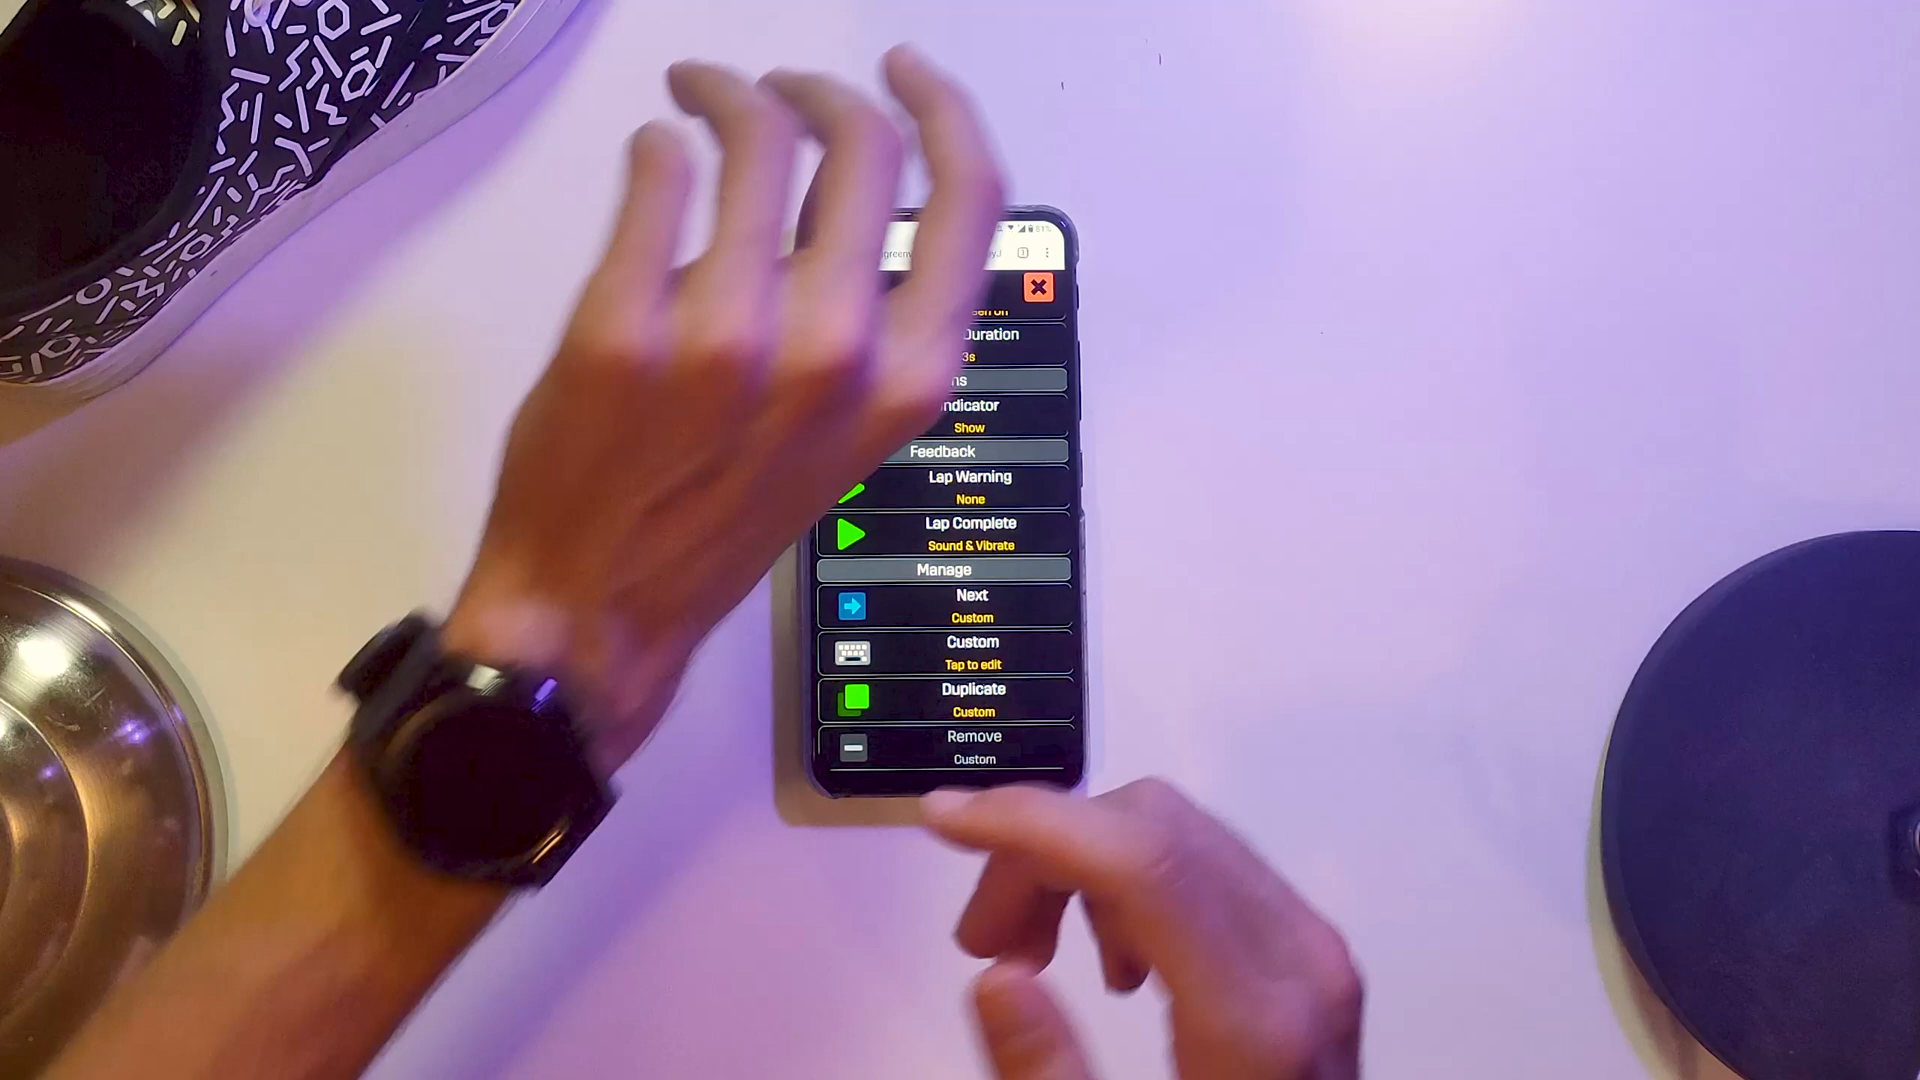 81%
Duration
3s
Show
Feedback
Lap Warning
None
Lap Complete
Sound & Vibrate
Manage
Next
Custom
Custom
Tap to edit
Duplicate
Custom
Remove
Custom